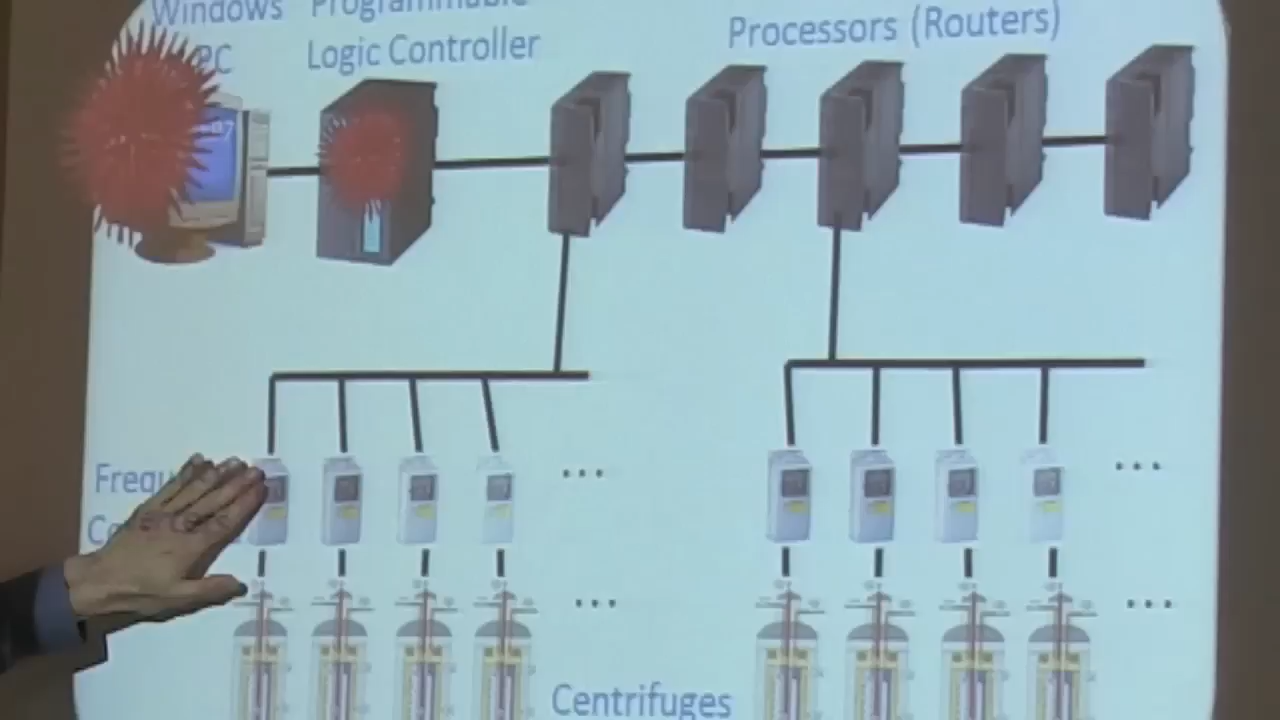 Windows
PC
Programmable
Logic Controller
Processors (Routers)
Centrifuges